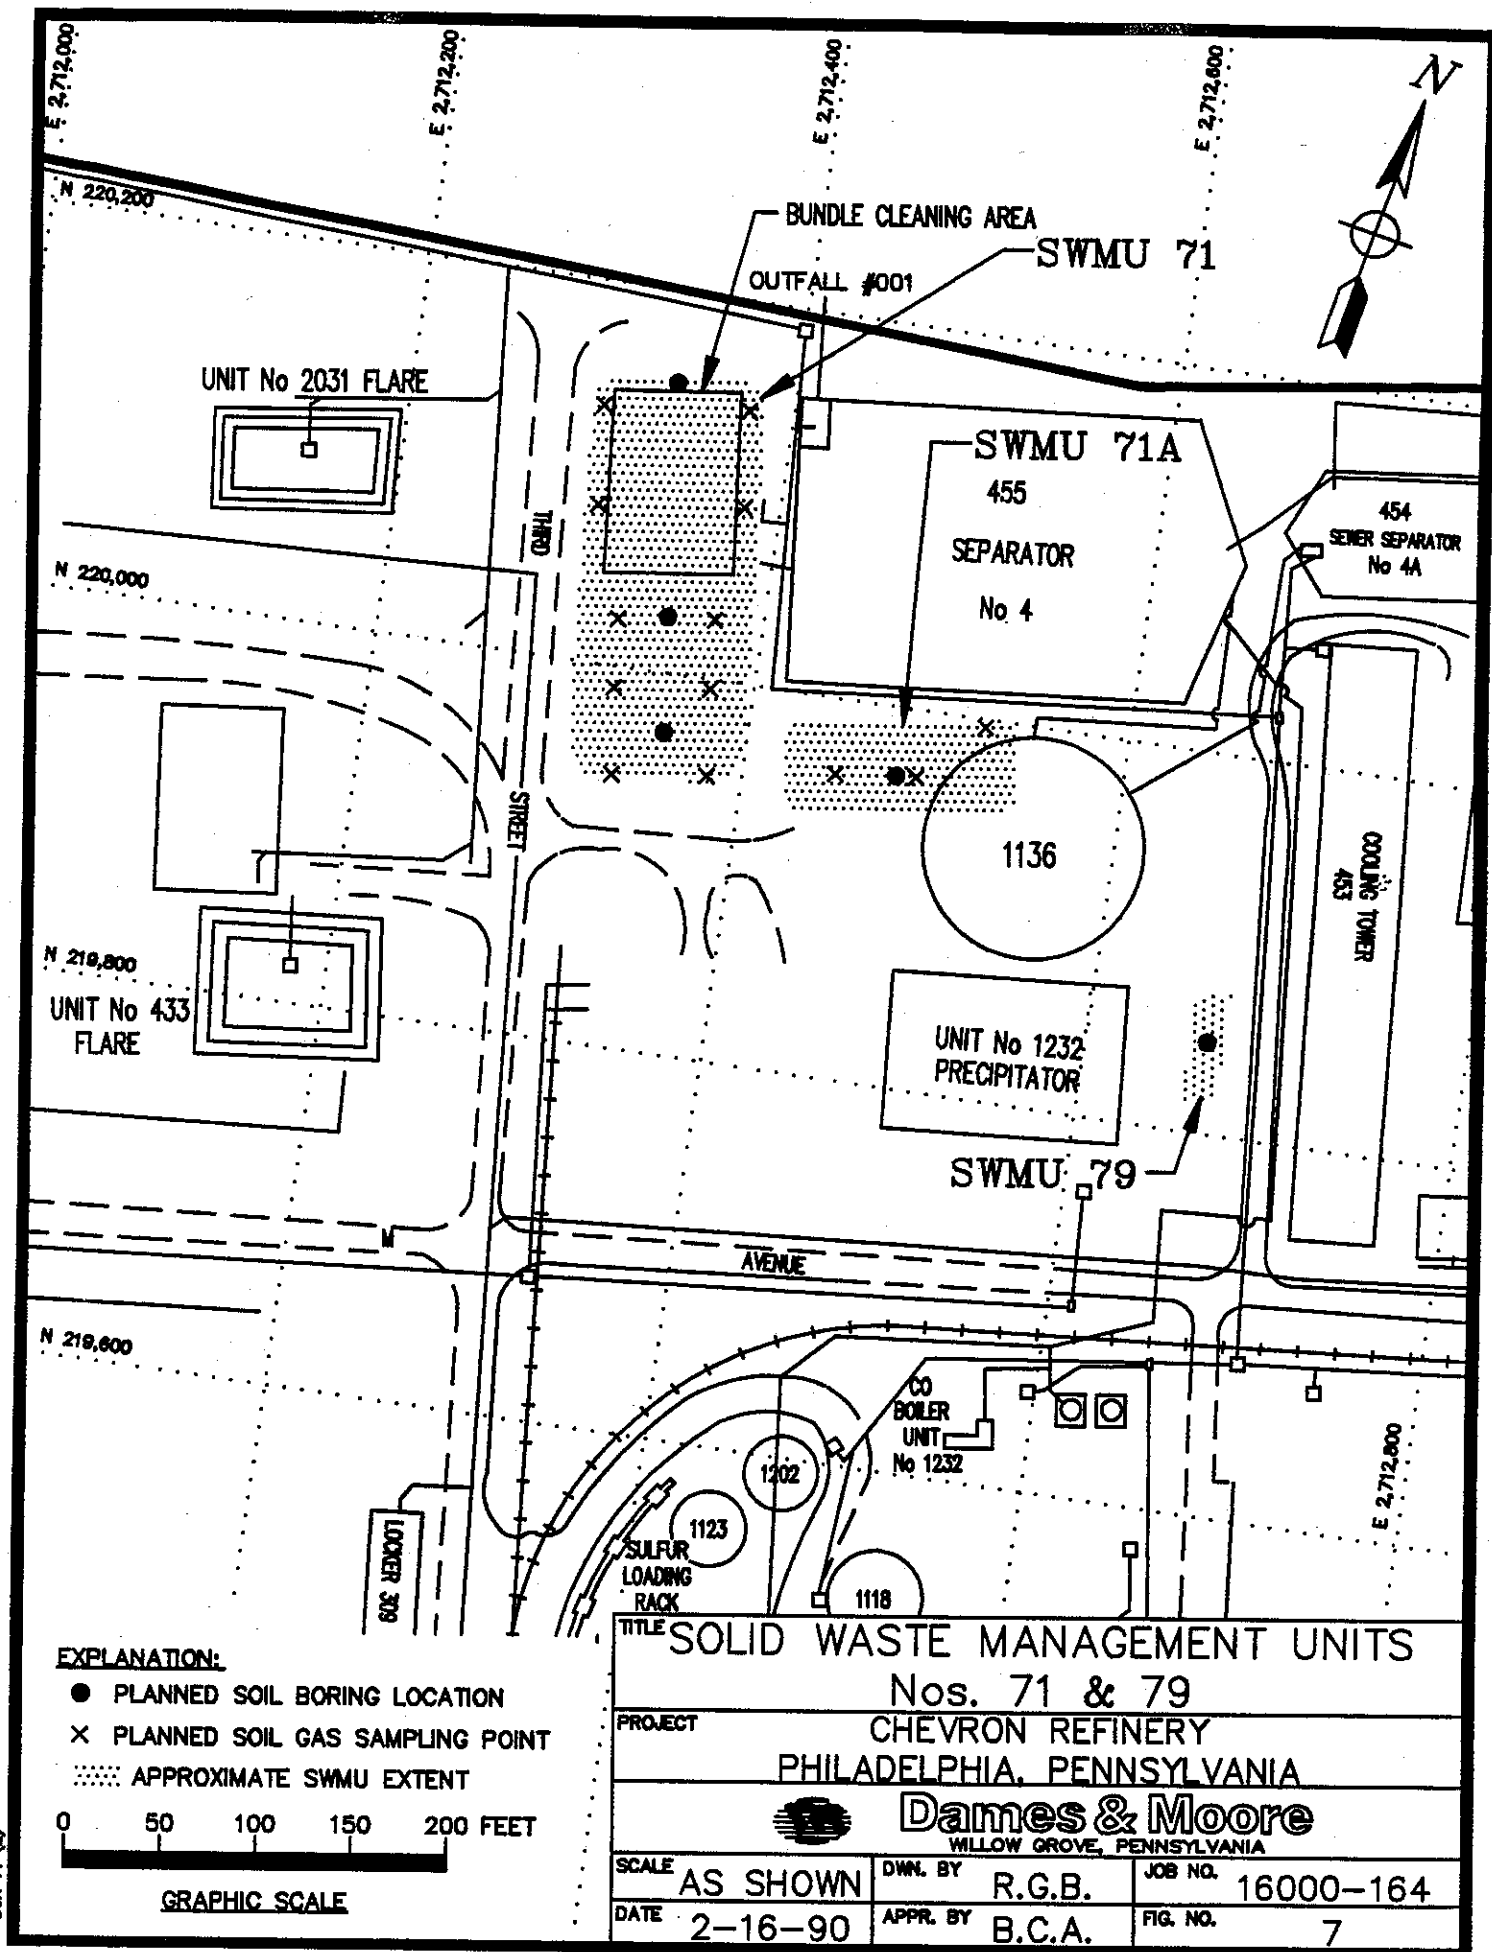 E 2,712,000
E 2,712,200
E 2,712,400
E 2,712,600
N
N 220,200
BUNDLE CLEANING AREA
SWMU 71
OUTFALL #001
UNIT No 2031 FLARE
SWMU 71A
455
SEPARATOR
No 4
454
SEWER SEPARATOR
No 4A
THIRD
STREET
N 220,000
1136
COOLING TOWER
453
N 219,800
UNIT No 433
FLARE
UNIT No 1232
PRECIPITATOR
SWMU 79
M
AVENUE
N 219,600
CO
BOILER
UNIT
No 1232
E 2,712,800
1202
1123
SULFUR
LOADING
RACK
1118
LOCKER 309
EXPLANATION:
PLANNED SOIL BORING LOCATION
PLANNED SOIL GAS SAMPLING POINT
APPROXIMATE SWMU EXTENT
0 50 100 150 200 FEET
GRAPHIC SCALE
TITLE SOLID WASTE MANAGEMENT UNITS
Nos. 71 & 79
PROJECT CHEVRON REFINERY
PHILADELPHIA, PENNSYLVANIA
Dames & Moore
WILLOW GROVE, PENNSYLVANIA
SCALE AS SHOWN DWN. BY R.G.B. JOB NO. 16000-164
DATE 2-16-90 APPR. BY B.C.A. FIG. NO. 7